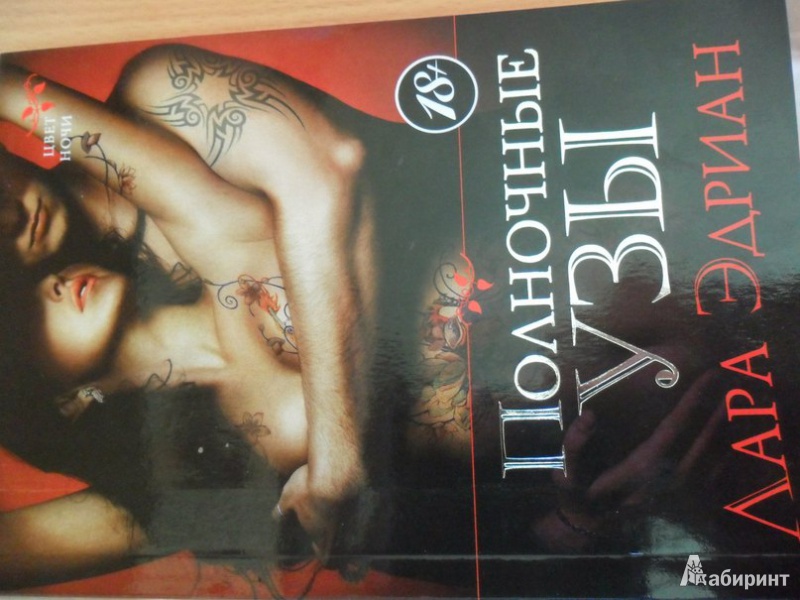 ЦВЕТ
НОЧИ
18+
ПОЛНОЧНЫЕ
УЗЫ
ЛАРА ЭДРИАН
Лабиринт